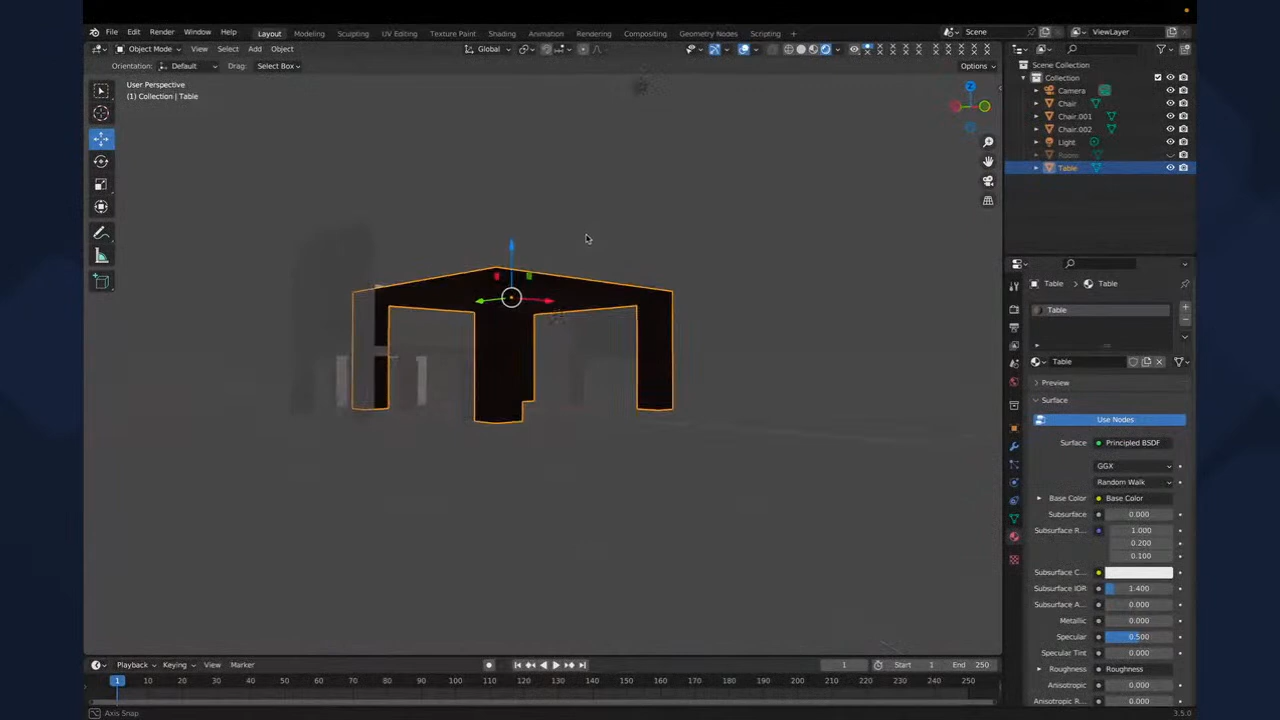 File Edit Render Window Help Layout Modeling Sculpting UV Editing Texture Paint Shading Animation Rendering Compositing Geometry Nodes Scripting + Scene ViewLayer
Object Mode View Select Add Object Global
Orientation: Default Drag: Select Box Options
User Perspective
(1) Collection | Table
Scene Collection
Collection
Camera
Chair
Chair.001
Chair.002
Light
Room
Table
Table Table
Table
Table
Preview
Surface
Use Nodes
Surface Principled BSDF
GGX
Random Walk
Base Color Base Color
Subsurface 0.000
Subsurface R... 1.000
0.200
0.100
Subsurface C...
Subsurface IOR 1.400
Subsurface A... 0.000
Metallic 0.000
Specular 0.500
Specular Tint 0.000
Roughness Roughness
Anisotropic 0.000
Anisotropic R... 0.000
Playback Keying View Marker 1 Start 1 End 250
1 10 20 30 40 50 60 70 80 90 100 110 120 130 140 150 160 170 180 190 200 210 220 230 240 250
Axis Snap 3.5.0